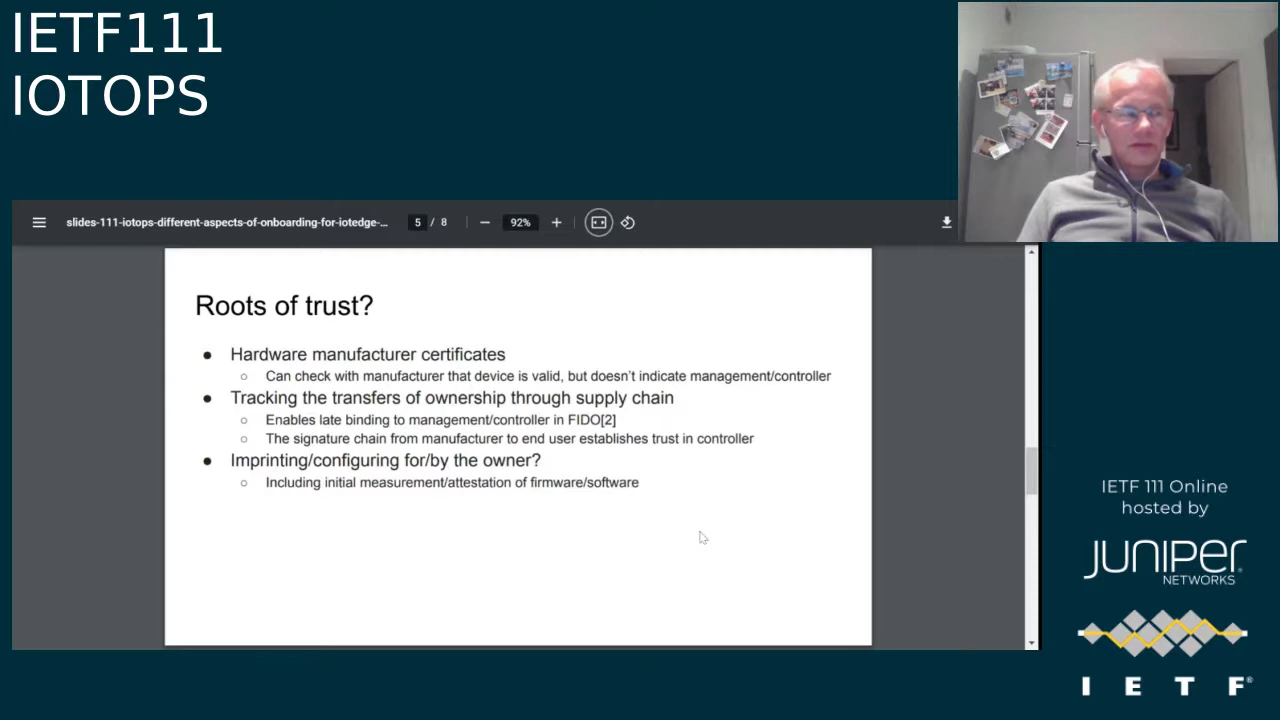 IETF111
IOTOPS
slides-111-iotops-different-aspects-of-onboarding-for-iotedge-...
5 / 8
92%
Roots of trust?
● Hardware manufacturer certificates
○ Can check with manufacturer that device is valid, but doesn't indicate management/controller
● Tracking the transfers of ownership through supply chain
○ Enables late binding to management/controller in FIDO[2]
○ The signature chain from manufacturer to end user establishes trust in controller
● Imprinting/configuring for/by the owner?
○ Including initial measurement/attestation of firmware/software
IETF 111 Online
hosted by
JUNIPER
NETWORKS
I E T F®